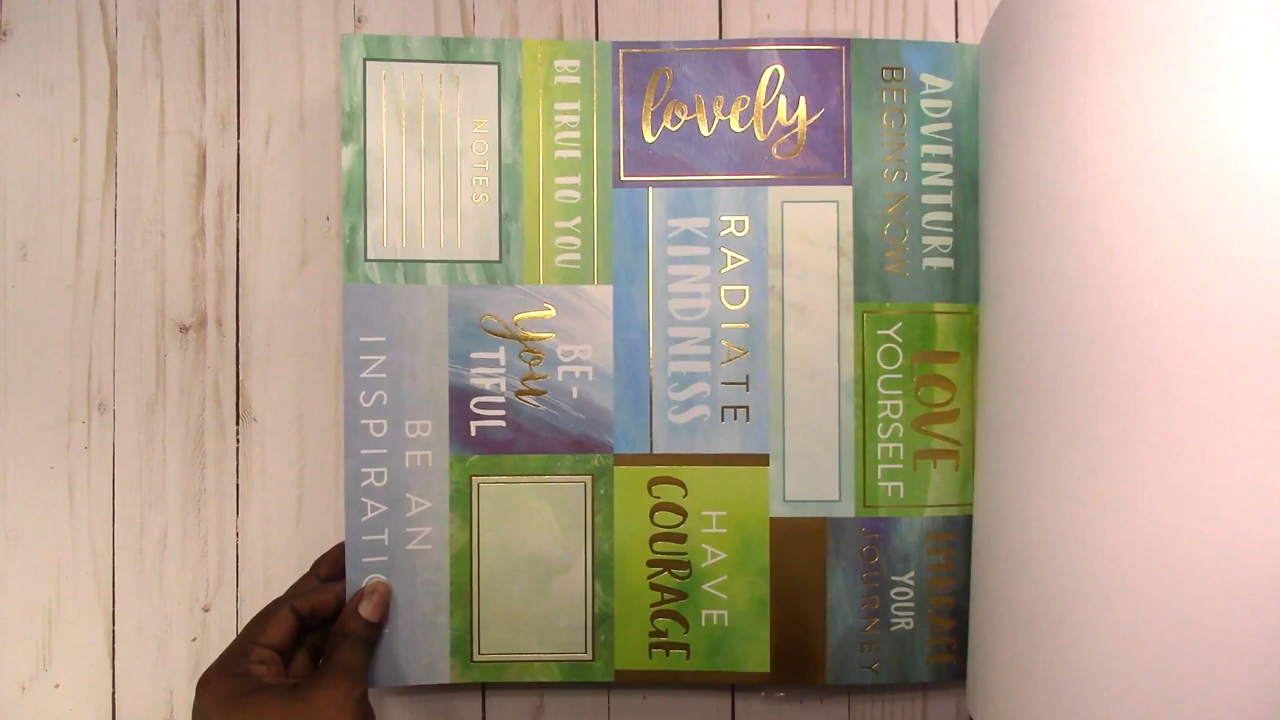 NOTES
BE TRUE TO YOU
lovely
ADVENTURE
BEGINS NOW
RADIATE
KINDNESS
LOVE
YOURSELF
BE-
you
TIFUL
BE AN
HAVE
COURAGE
YOUR
JOURNEY